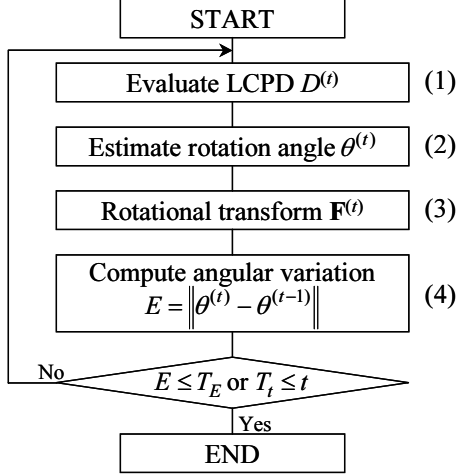 START
Evaluate LCPD D^(t) (1)
Estimate rotation angle θ^(t) (2)
Rotational transform F^(t) (3)
Compute angular variation
E = ‖θ^(t) − θ^(t−1)‖ (4)
No
E ≤ T_E or T_t ≤ t
Yes
END